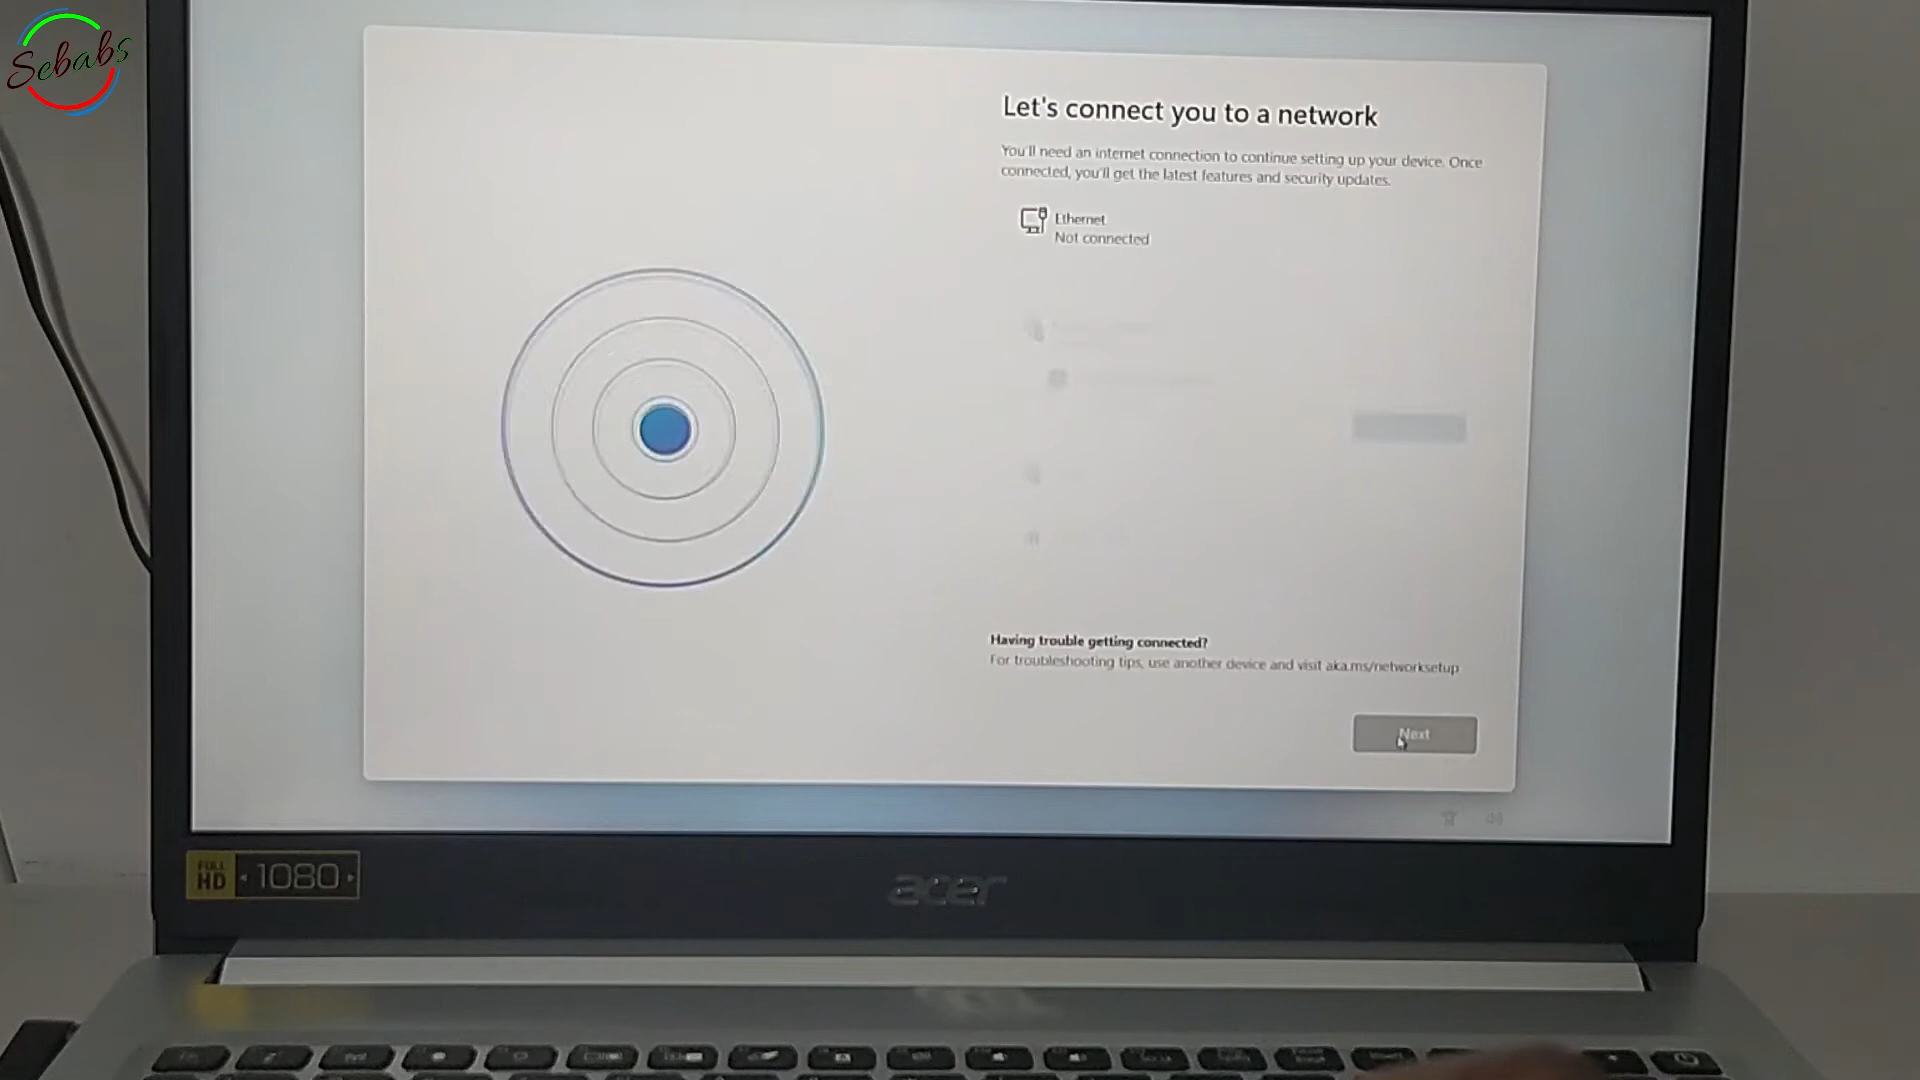 Sebabs
Let's connect you to a network
You'll need an internet connection to continue setting up your device. Once
connected, you'll get the latest features and security updates.
Ethernet
Not connected
Having trouble getting connected?
For troubleshooting tips, use another device and visit aka.ms/networksetup
Next
FULL
HD
1080
acer